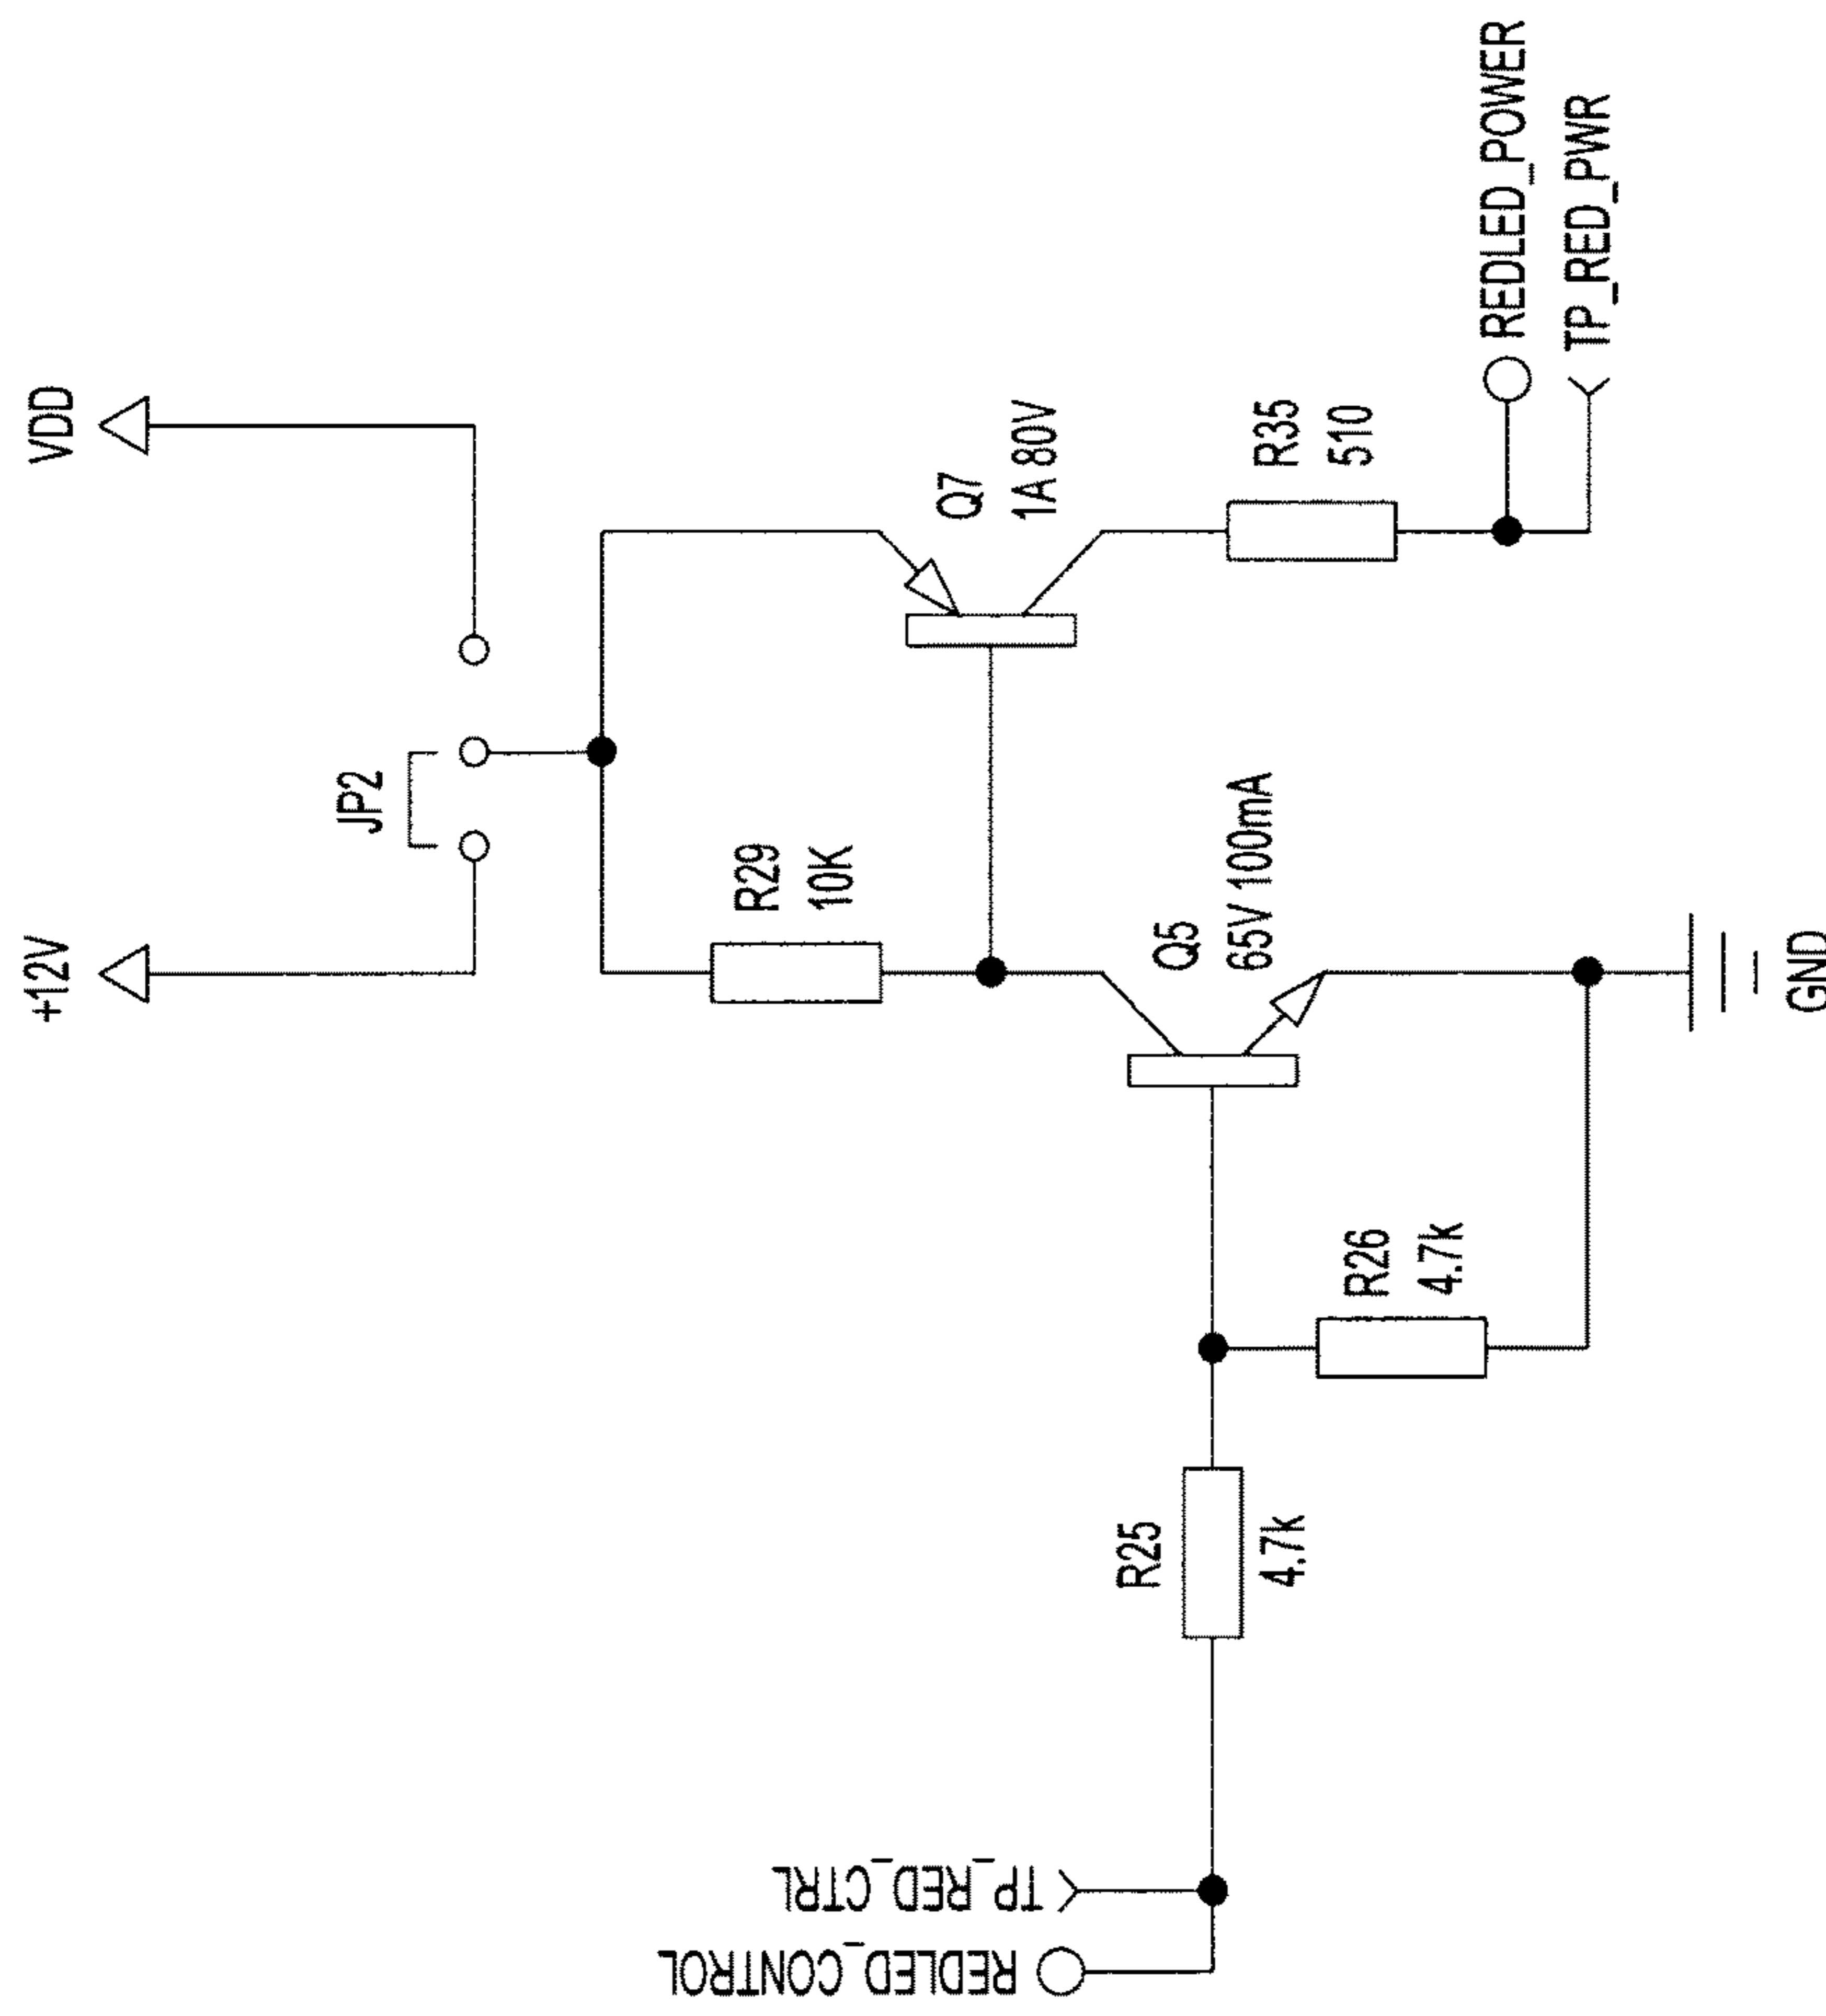 +12V
VDD
JP2
R29
10K
Q7
1A 80V
Q5
65V 100mA
R35
510
R25
4.7k
R26
4.7k
TP_RED_CTRL
REDLED_CONTROL
REDLED_POWER
TP_RED_PWR
GND